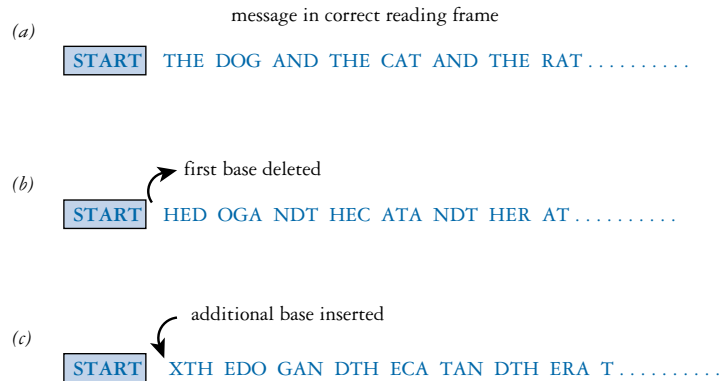 message in correct reading frame
(a)
START THE DOG AND THE CAT AND THE RAT . . . . . . . . . .
first base deleted
(b)
START HED OGA NDT HEC ATA NDT HER AT . . . . . . . . . .
additional base inserted
(c)
START XTH EDO GAN DTH ECA TAN DTH ERA T . . . . . . . . . .